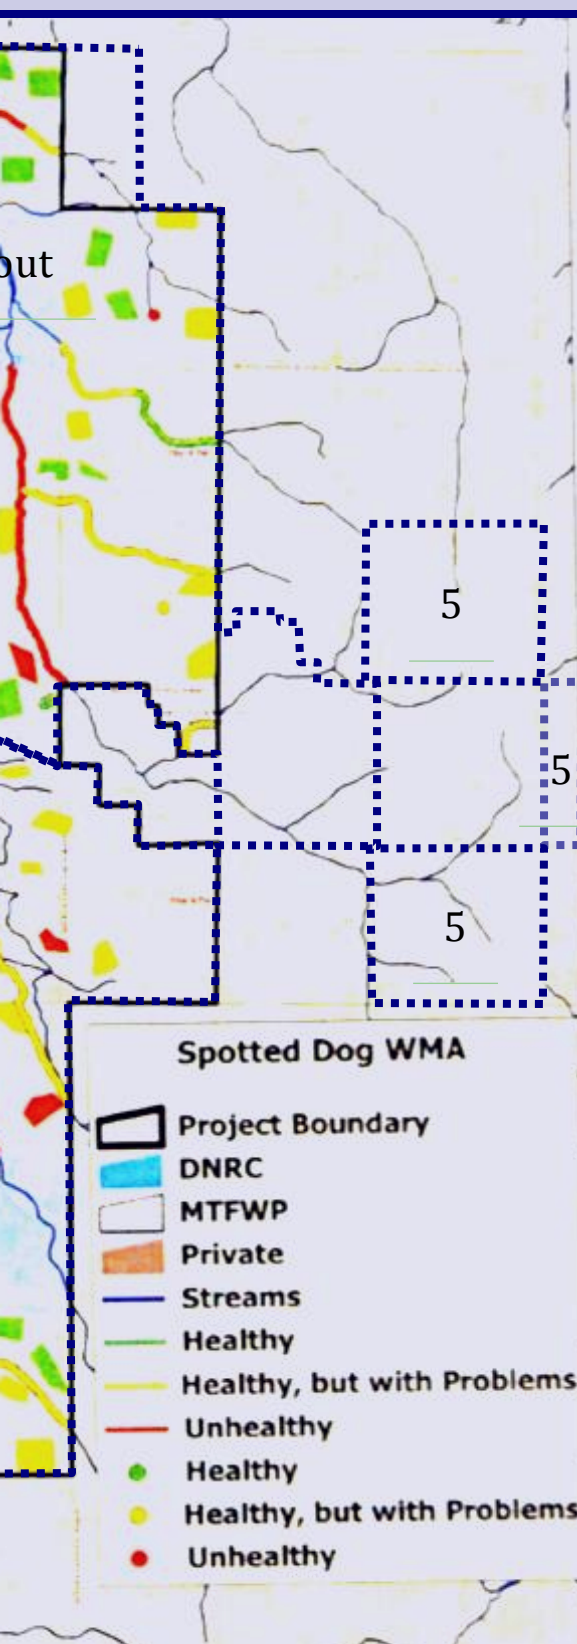 out
5
5
5
Spotted Dog WMA
Project Boundary
DNRC
MTFWP
Private
Streams
Healthy
Healthy, but with Problems
Unhealthy
Healthy
Healthy, but with Problems
Unhealthy